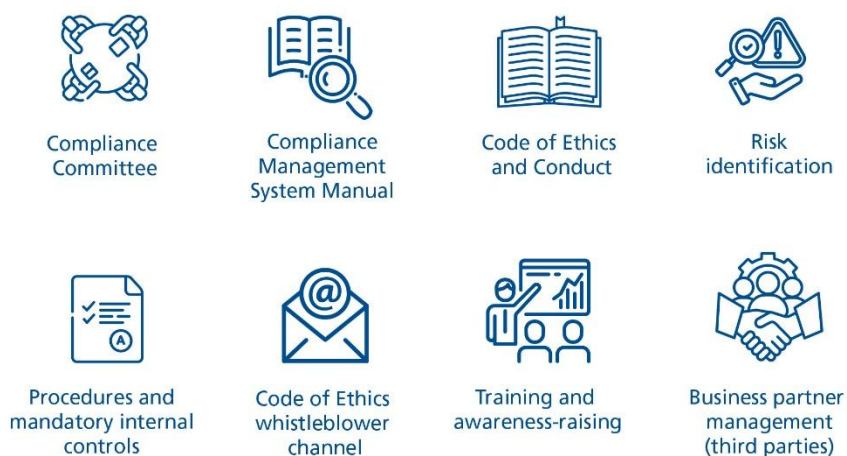 Compliance
Committee
Compliance
Management
System Manual
Code of Ethics
and Conduct
Risk
identification
A
Procedures and
mandatory internal
controls
@
Code of Ethics
whistleblower
channel
Training and
awareness-raising
Business partner
management
(third parties)